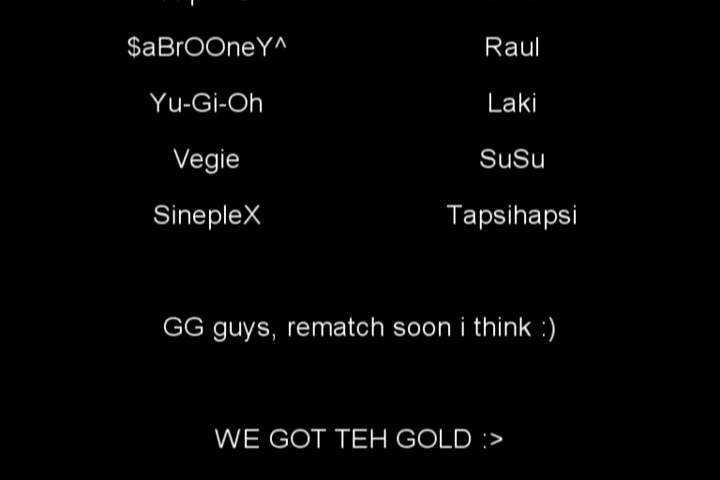 $aBrOOneY^ Raul
Yu-Gi-Oh Laki
Vegie SuSu
SinepleX Tapsihapsi
GG guys, rematch soon i think :)
WE GOT TEH GOLD :>